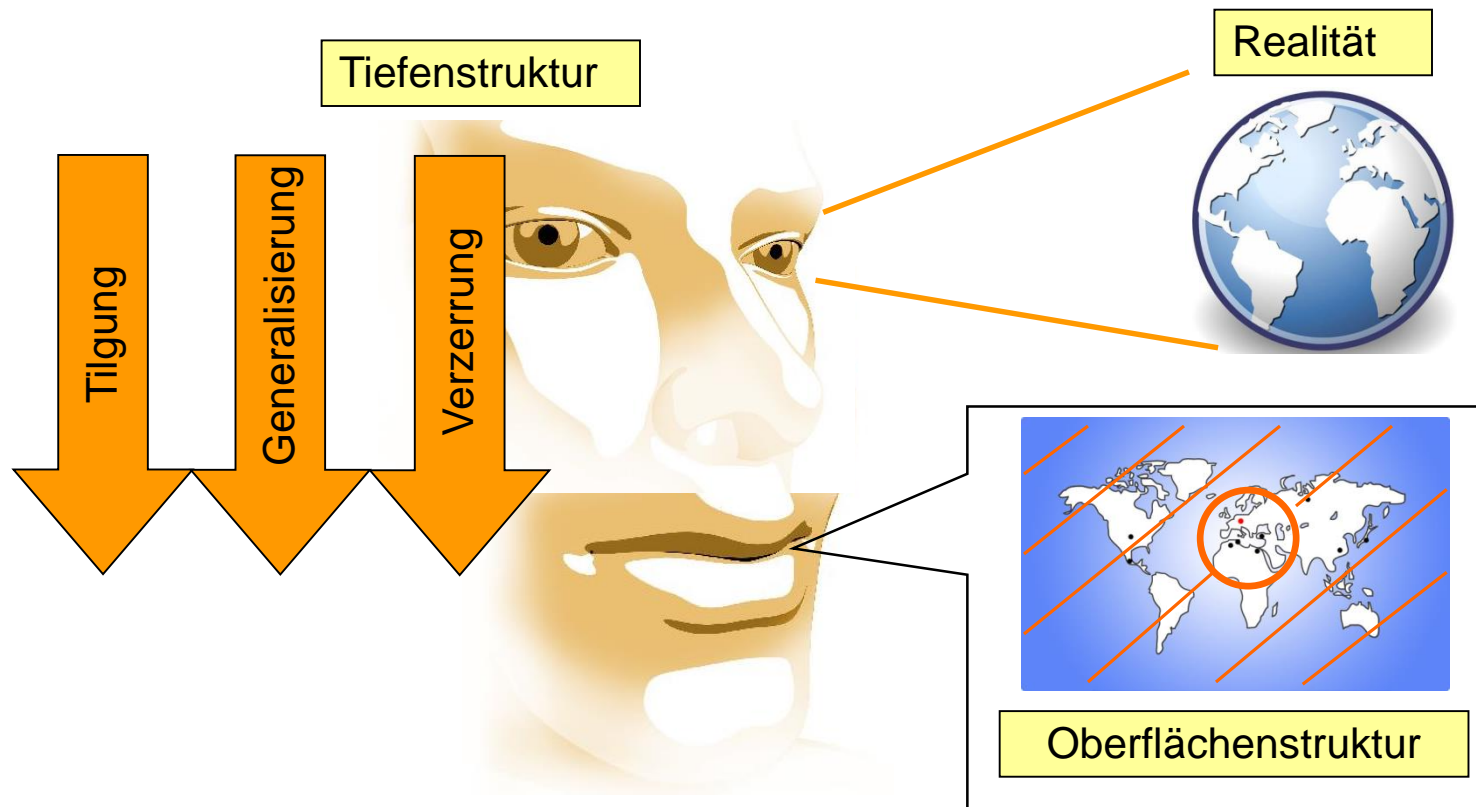 Tiefenstruktur
Realität
Tilgung
Generalisierung
Verzerrung
Oberflächenstruktur